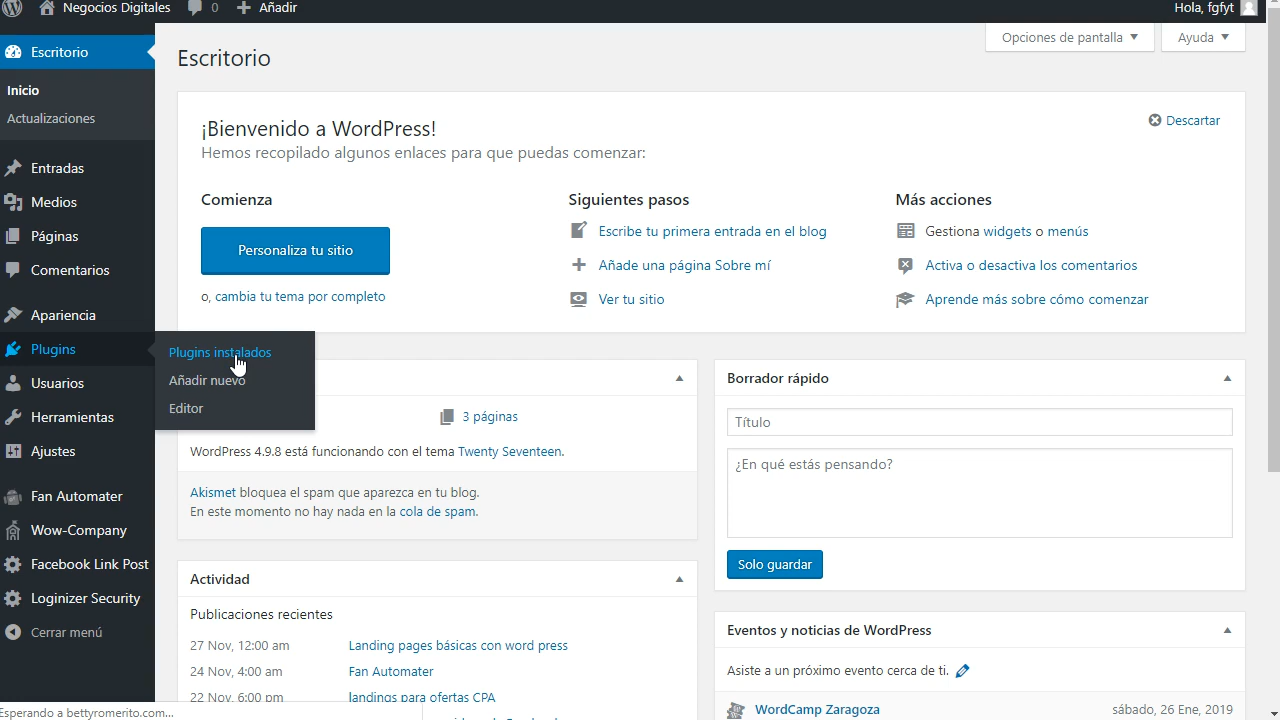 Negocios Digitales 0 Añadir Hola, fgfyt
Opciones de pantalla Ayuda
Escritorio
Inicio
Actualizaciones
Entradas
Medios
Páginas
Comentarios
Apariencia
Plugins
Usuarios
Herramientas
Ajustes
Fan Automater
Wow-Company
Facebook Link Post
Loginizer Security
Cerrar menú
Plugins instalados
Añadir nuevo
Editor
Escritorio
¡Bienvenido a WordPress!
Descartar
Hemos recopilado algunos enlaces para que puedas comenzar:
Comienza
Personaliza tu sitio
o, cambia tu tema por completo
Siguientes pasos
Escribe tu primera entrada en el blog
Añade una página Sobre mí
Ver tu sitio
Más acciones
Gestiona widgets o menús
Activa o desactiva los comentarios
Aprende más sobre cómo comenzar
3 páginas
WordPress 4.9.8 está funcionando con el tema Twenty Seventeen.
Akismet bloquea el spam que aparezca en tu blog.
En este momento no hay nada en la cola de spam.
Actividad
Publicaciones recientes
27 Nov, 12:00 am Landing pages básicas con word press
24 Nov, 4:00 am Fan Automater
22 Nov, 6:00 pm landings para ofertas CPA
Borrador rápido
Título
¿En qué estás pensando?
Solo guardar
Eventos y noticias de WordPress
Asiste a un próximo evento cerca de ti.
WordCamp Zaragoza sábado, 26 Ene, 2019
Esperando a bettyromerito.com...